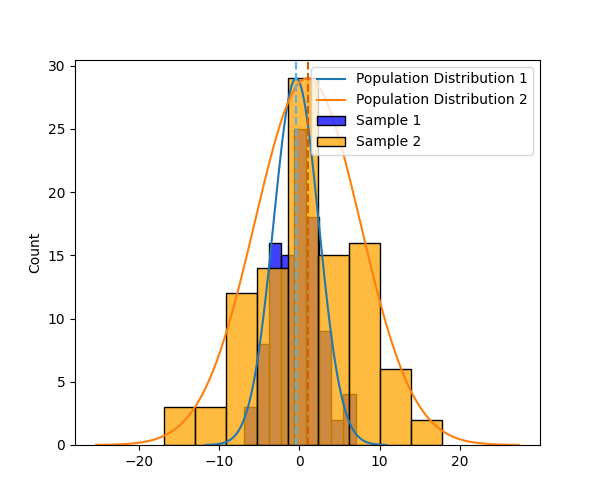 30
25
20
15
10
5
0
Count
Population Distribution 1
Population Distribution 2
Sample 1
Sample 2
−20
−10
0
10
20